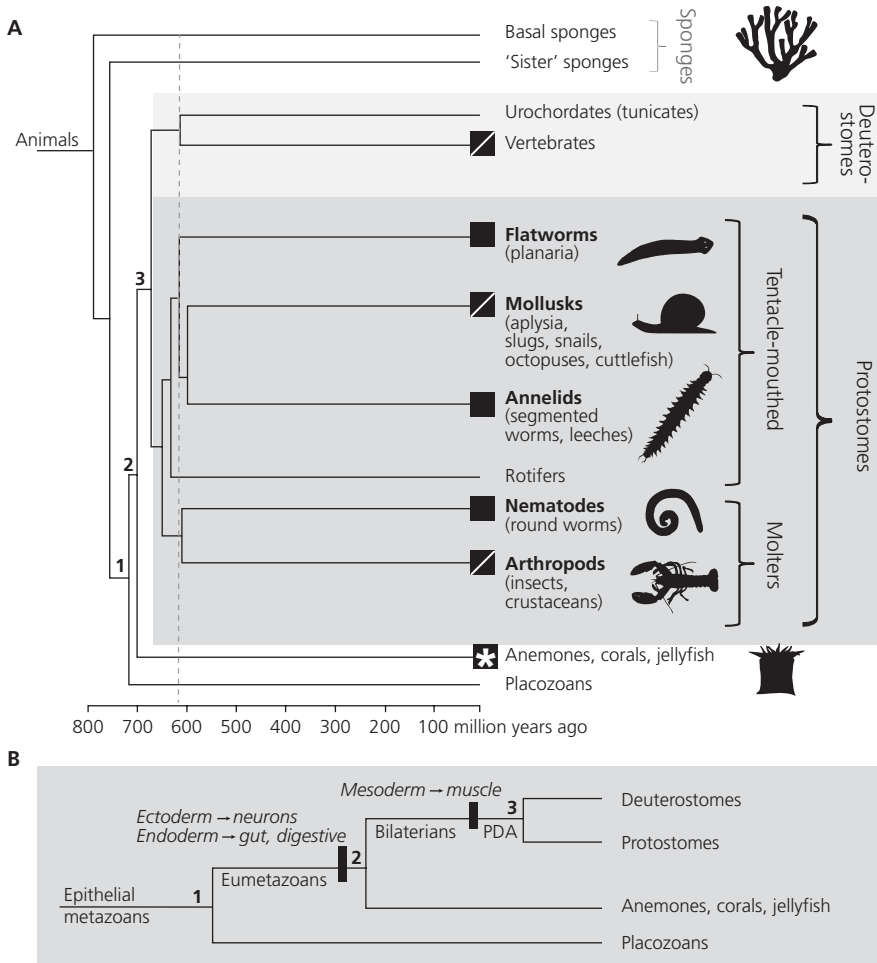 A
Basal sponges
'Sister' sponges
Sponges
Animals
Urochordates (tunicates)
Vertebrates
Deutero-
stomes
3
Flatworms
(planaria)
Mollusks
(aplysia,
slugs, snails,
octopuses, cuttlefish)
Annelids
(segmented
worms, leeches)
Rotifers
Tentacle-mouthed
Protostomes
2
Nematodes
(round worms)
1
Arthropods
(insects,
crustaceans)
Molters
*
Anemones, corals, jellyfish
Placozoans
800 700 600 500 400 300 200 100 million years ago
B
Mesoderm → muscle
Ectoderm → neurons
Endoderm → gut, digestive
3
Deuterostomes
Bilaterians
PDA
2
Protostomes
Eumetazoans
1
Epithelial
metazoans
Anemones, corals, jellyfish
Placozoans